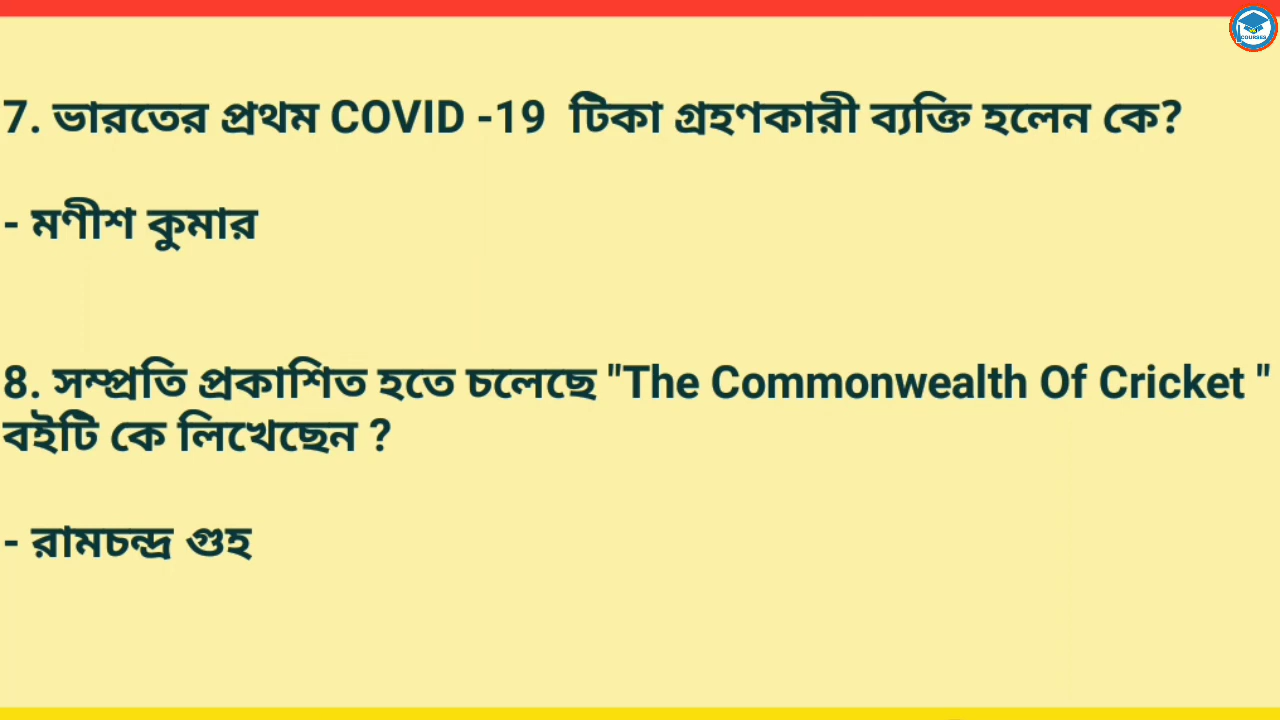 COURSES
7. ভারতের প্রথম COVID -19 টিকা গ্রহণকারী ব্যক্তি হলেন কে?
- মণীশ কুমার
8. সম্প্রতি প্রকাশিত হতে চলেছে "The Commonwealth Of Cricket "
বইটি কে লিখেছেন ?
- রামচন্দ্র গুহ